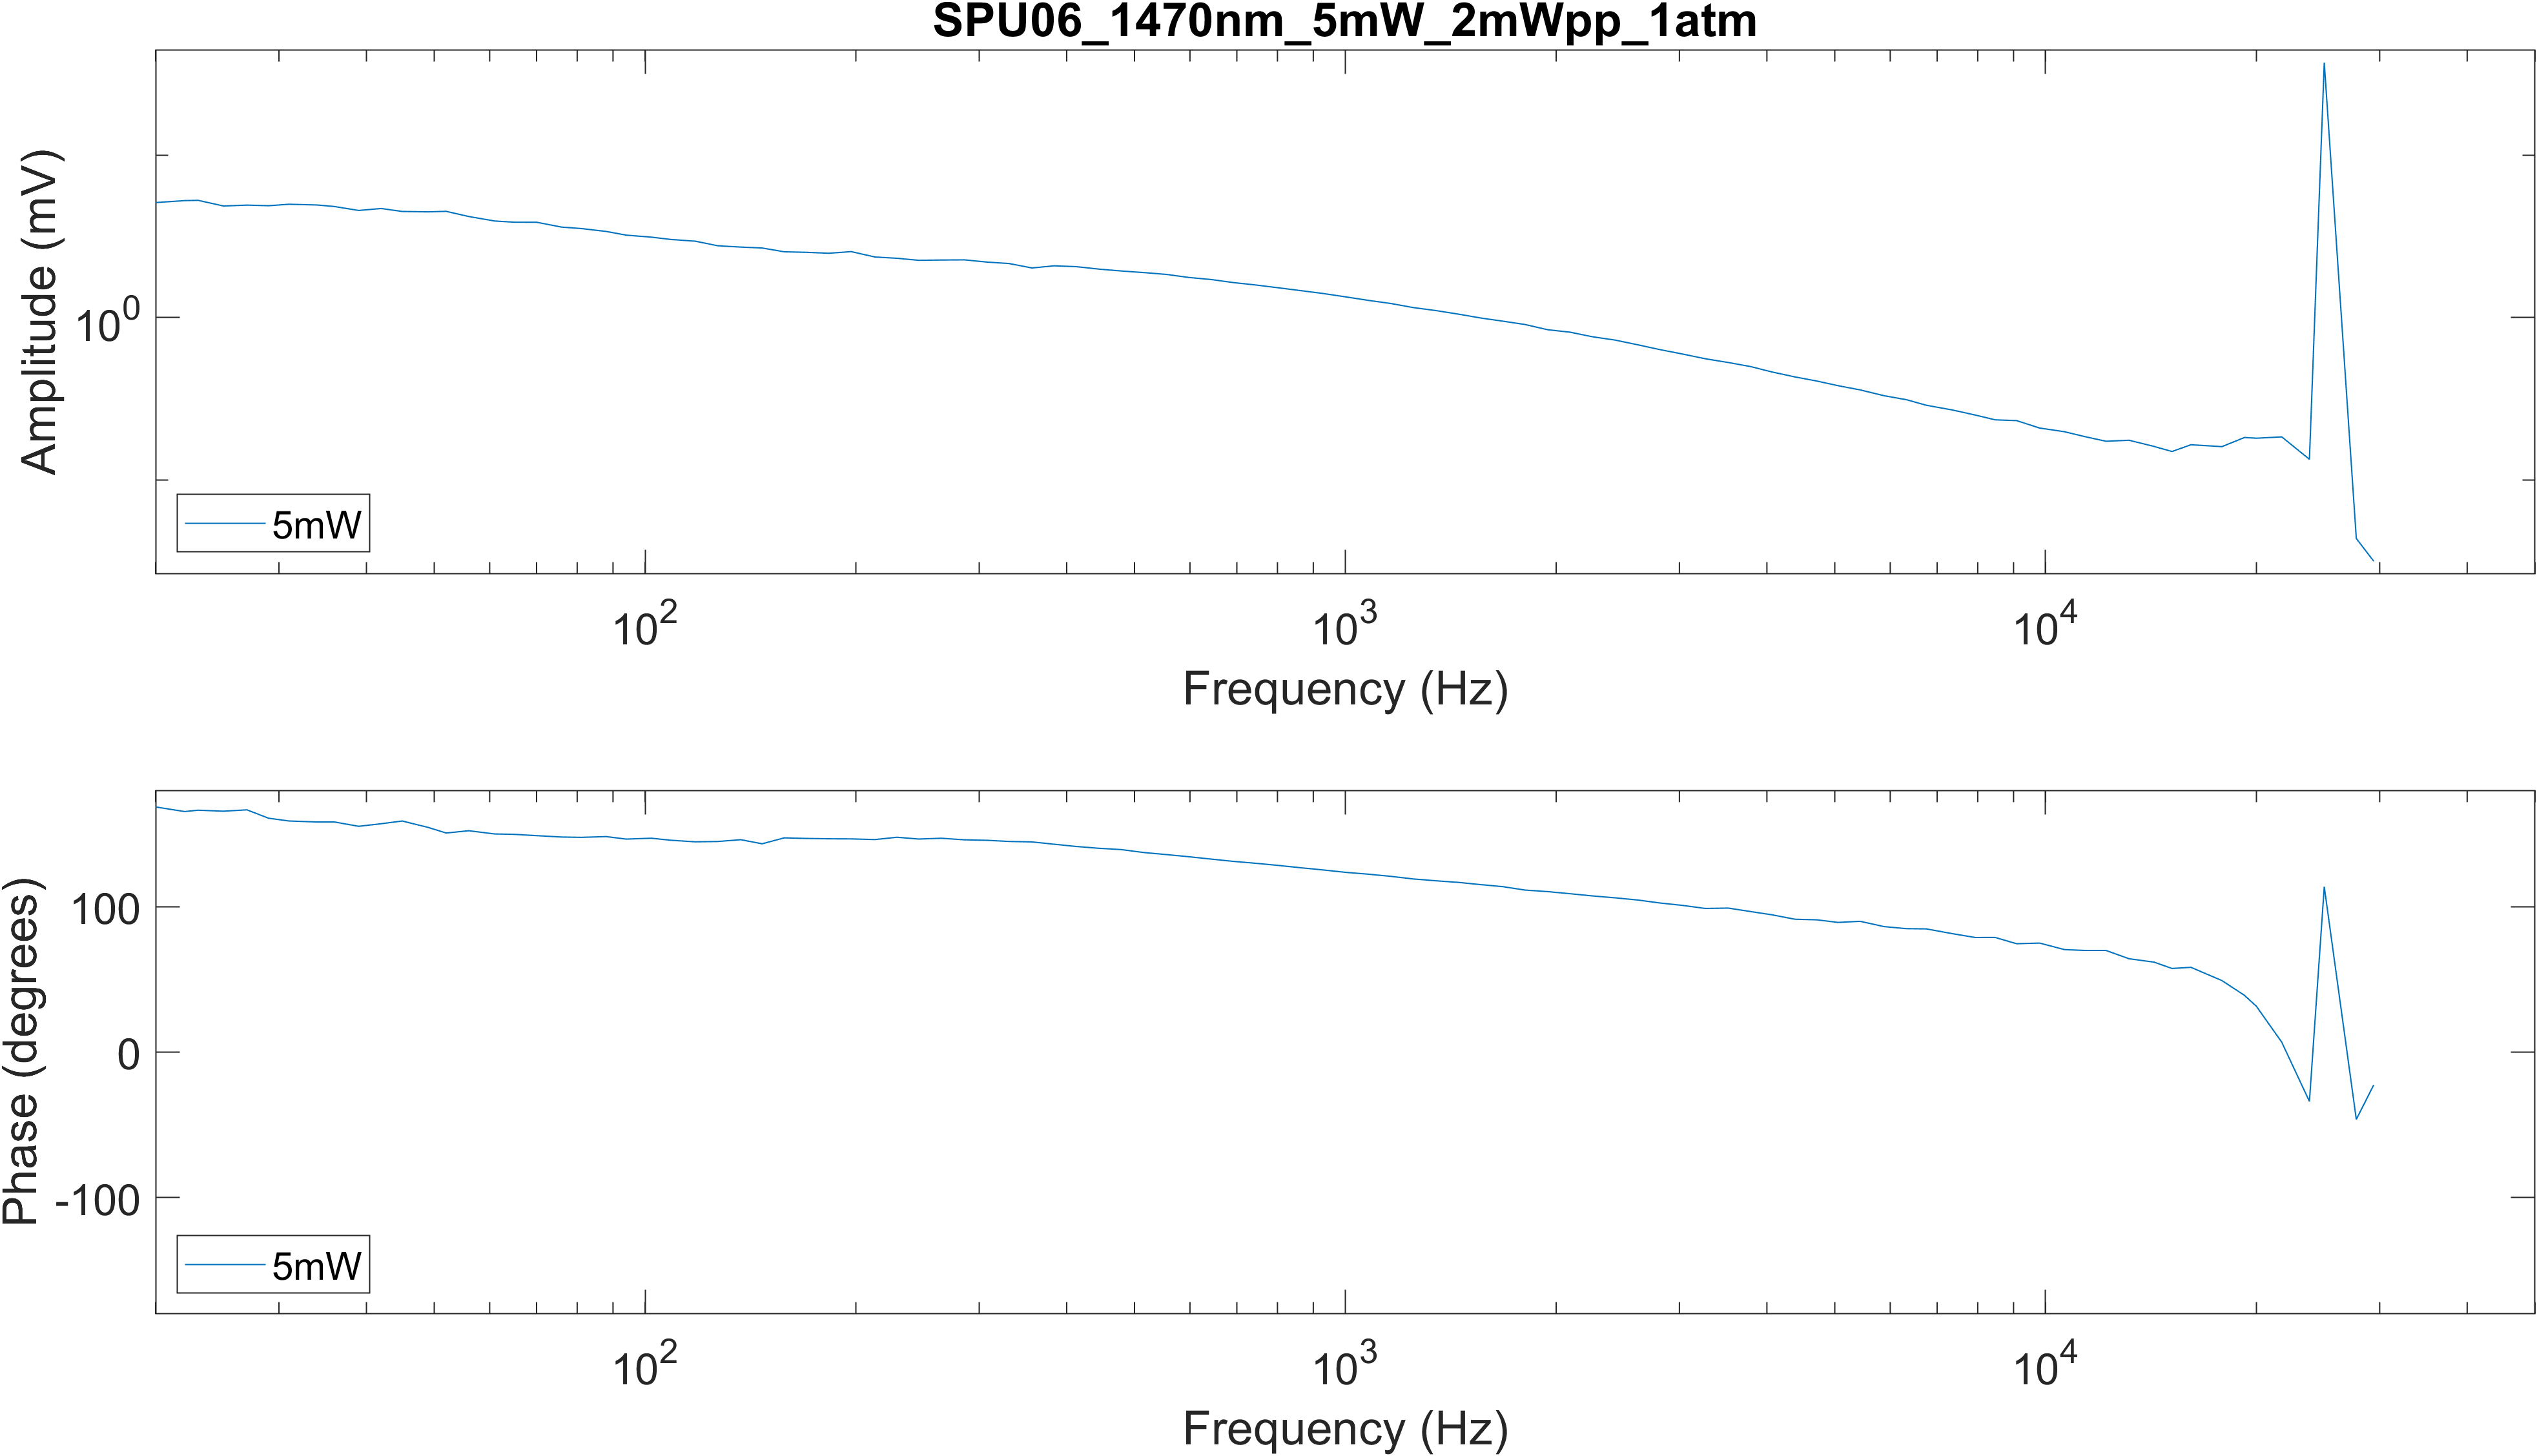 SPU06_1470nm_5mW_2mWpp_1atm
Amplitude (mV)
10^0
5mW
10^2
10^3
10^4
Frequency (Hz)
Phase (degrees)
100
0
-100
5mW
10^2
10^3
10^4
Frequency (Hz)